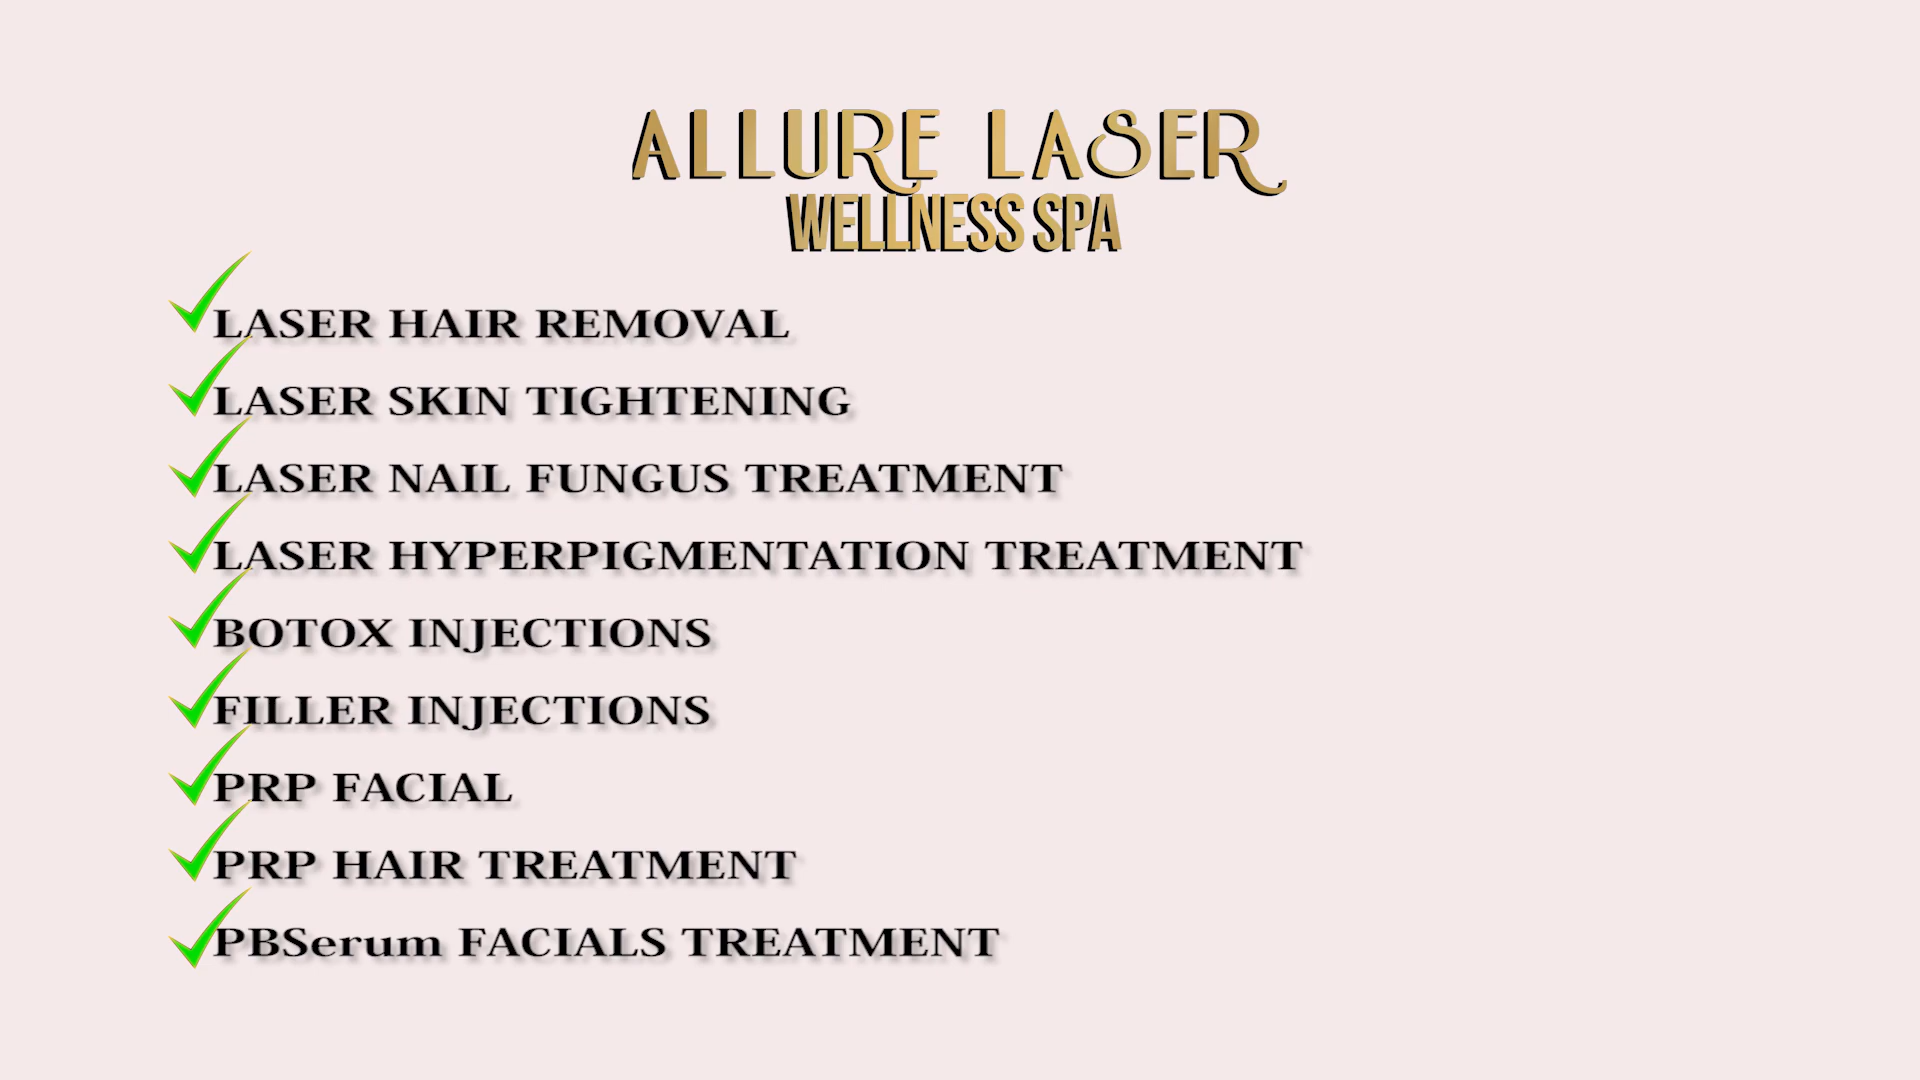 ALLURE LASER
WELLNESS SPA
LASER HAIR REMOVAL
LASER SKIN TIGHTENING
LASER NAIL FUNGUS TREATMENT
LASER HYPERPIGMENTATION TREATMENT
BOTOX INJECTIONS
FILLER INJECTIONS
PRP FACIAL
PRP HAIR TREATMENT
PBSerum FACIALS TREATMENT